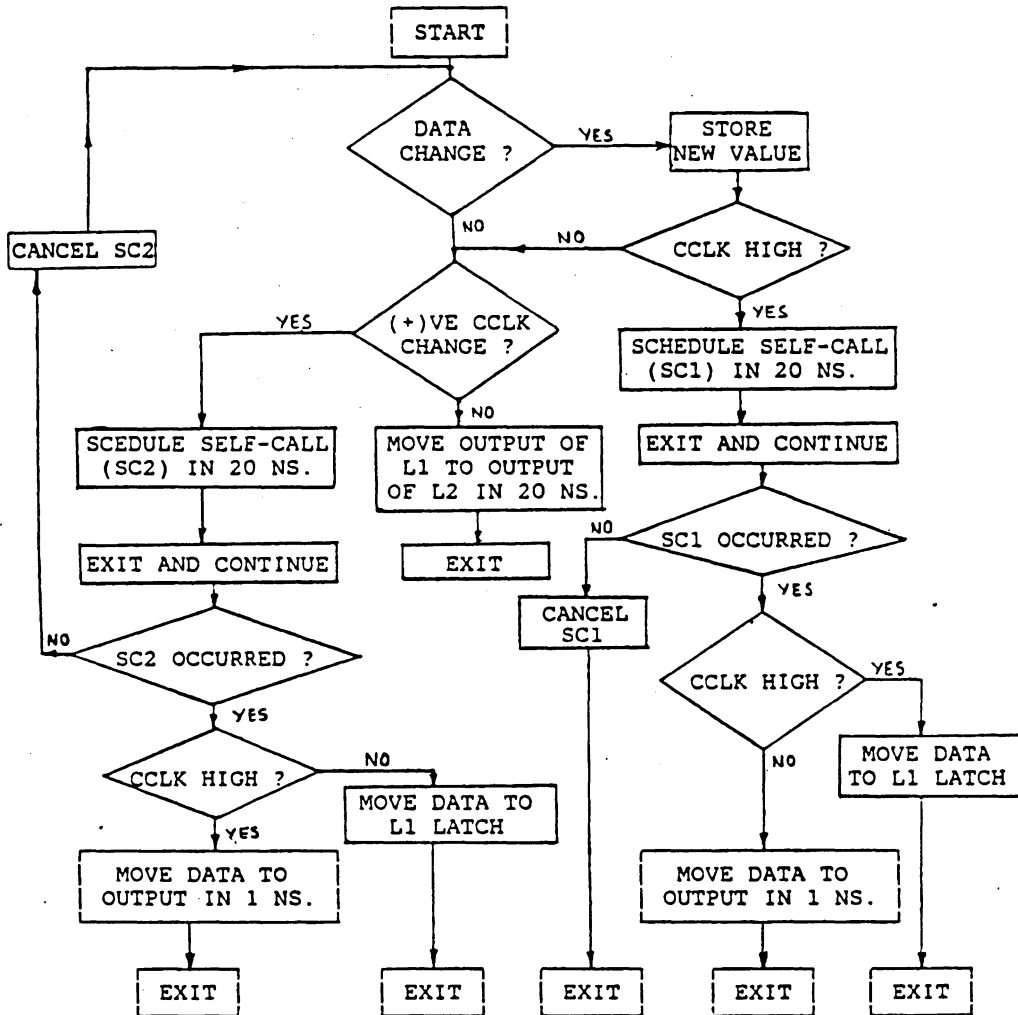 START
DATA
CHANGE ?
YES
STORE
NEW VALUE
NO
NO
CCLK HIGH ?
CANCEL SC2
YES
(+)VE CCLK
CHANGE ?
YES
SCHEDULE SELF-CALL
(SC1) IN 20 NS.
NO
SCEDULE SELF-CALL
(SC2) IN 20 NS.
MOVE OUTPUT OF
L1 TO OUTPUT
OF L2 IN 20 NS.
EXIT AND CONTINUE
EXIT AND CONTINUE
EXIT
NO
SC1 OCCURRED ?
YES
CANCEL
SC1
NO
SC2 OCCURRED ?
YES
CCLK HIGH ?
YES
MOVE DATA
TO L1 LATCH
NO
CCLK HIGH ?
NO
MOVE DATA TO
L1 LATCH
YES
MOVE DATA TO
OUTPUT IN 1 NS.
MOVE DATA TO
OUTPUT IN 1 NS.
EXIT
EXIT
EXIT
EXIT
EXIT